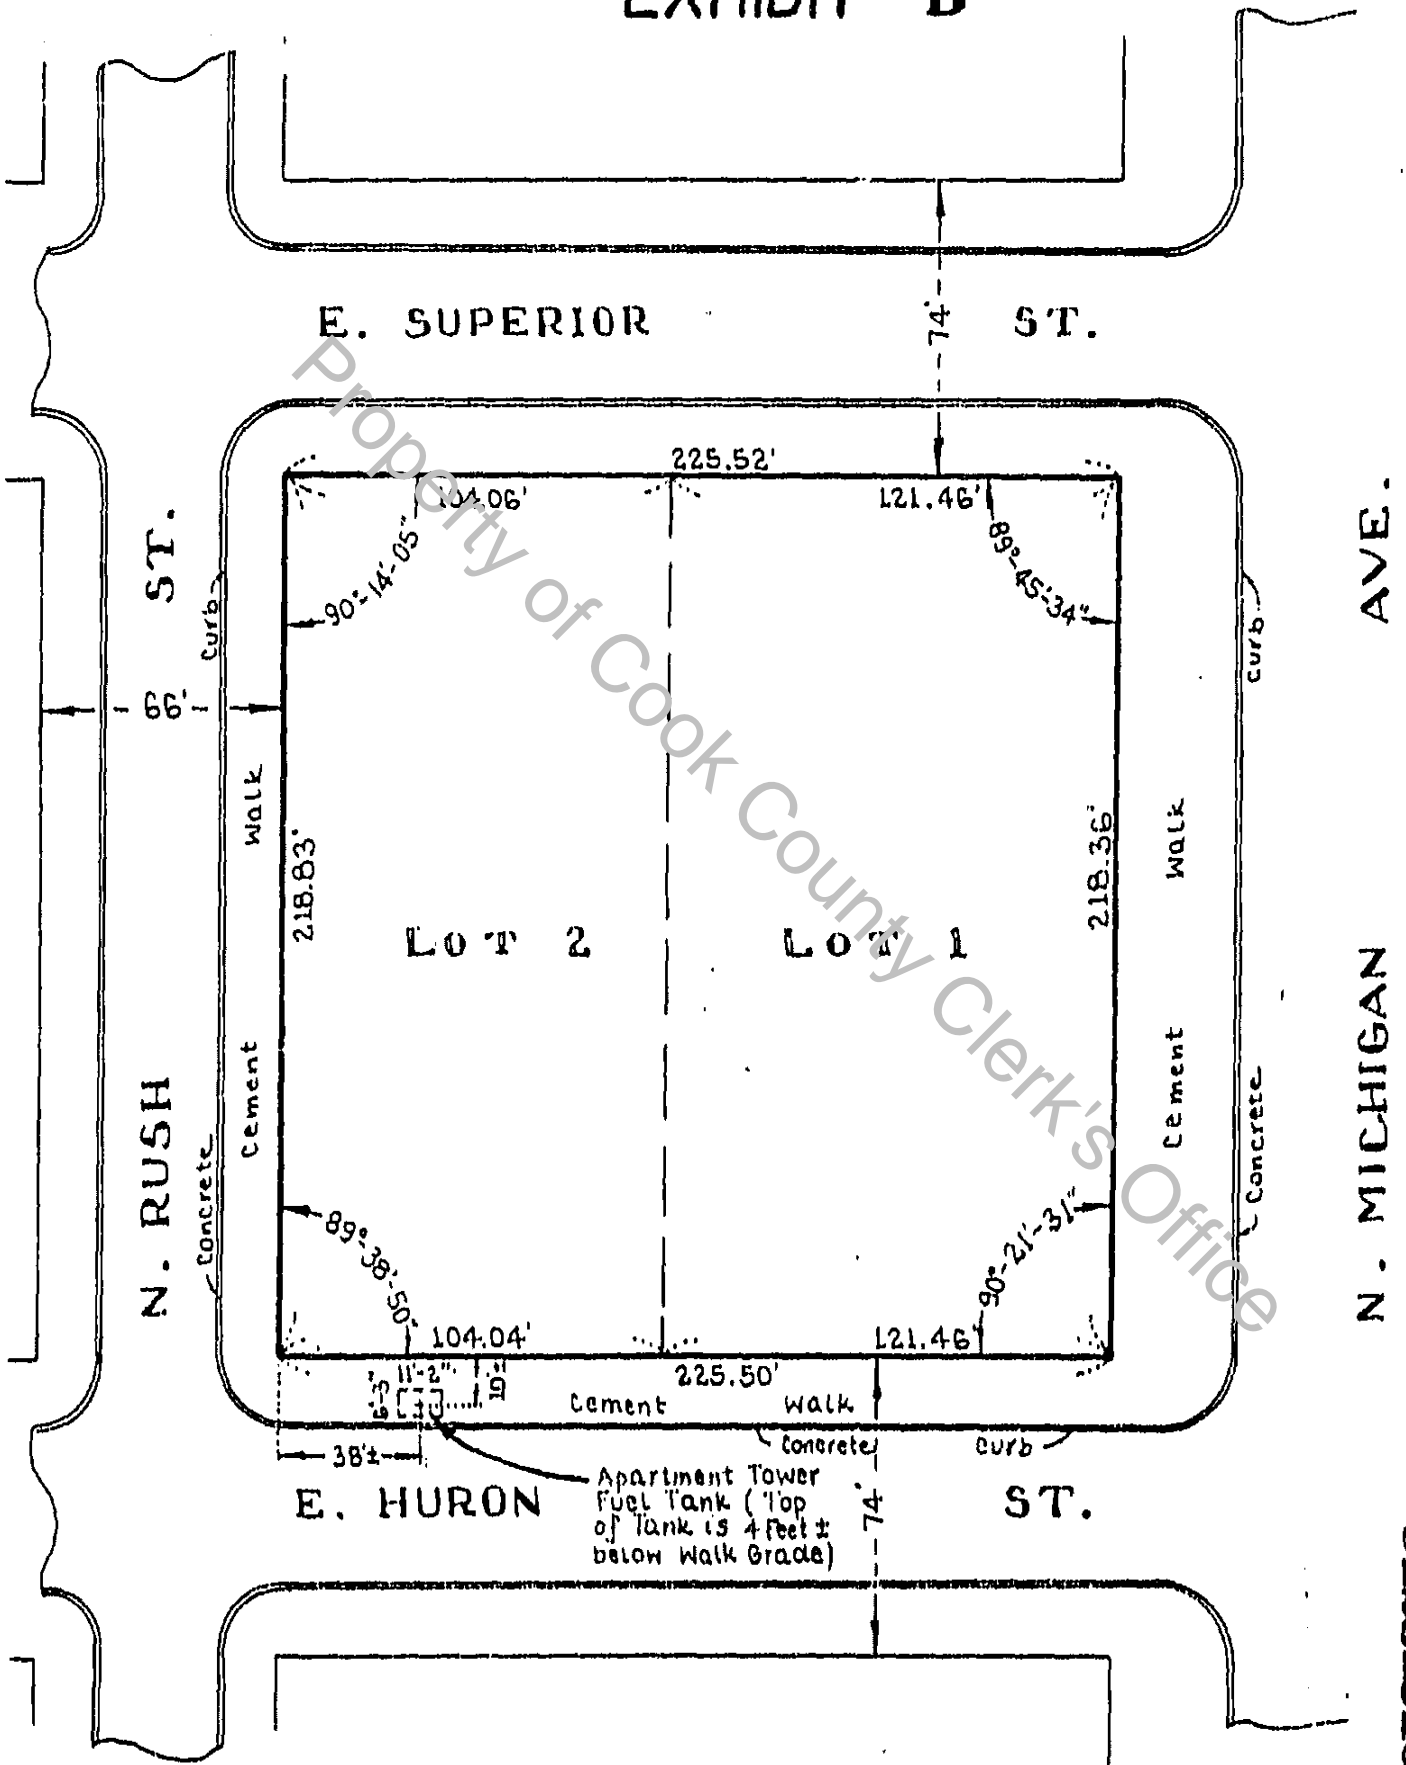 EXHIBIT B
E. SUPERIOR ST.
74'
225.52'
104.06'
121.46'
90°-14'-05"
89°-45'-34"
ST.
Curb
66'
Walk
218.83'
LOT 2
LOT 1
218.36'
Walk
Curb
AVE.
Cement
N. RUSH
Concrete
Cement
Concrete
N. MICHIGAN
89°-38'-50"
90°-21'-31"
104.04'
121.46'
225.50'
11'-2"
Cement Walk
Concrete Curb
38'±
Apartment Tower
Fuel Tank (Top
of Tank is 4 feet ±
below Walk Grade)
E. HURON ST.
74'
Property of Cook County Clerk's Office